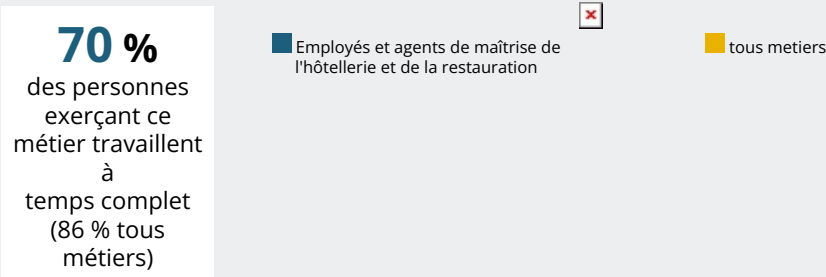 70 %
des personnes
exerçant ce
métier travaillent
à
temps complet
(86 % tous
métiers)
Employés et agents de maîtrise de
l'hôtellerie et de la restauration
tous metiers